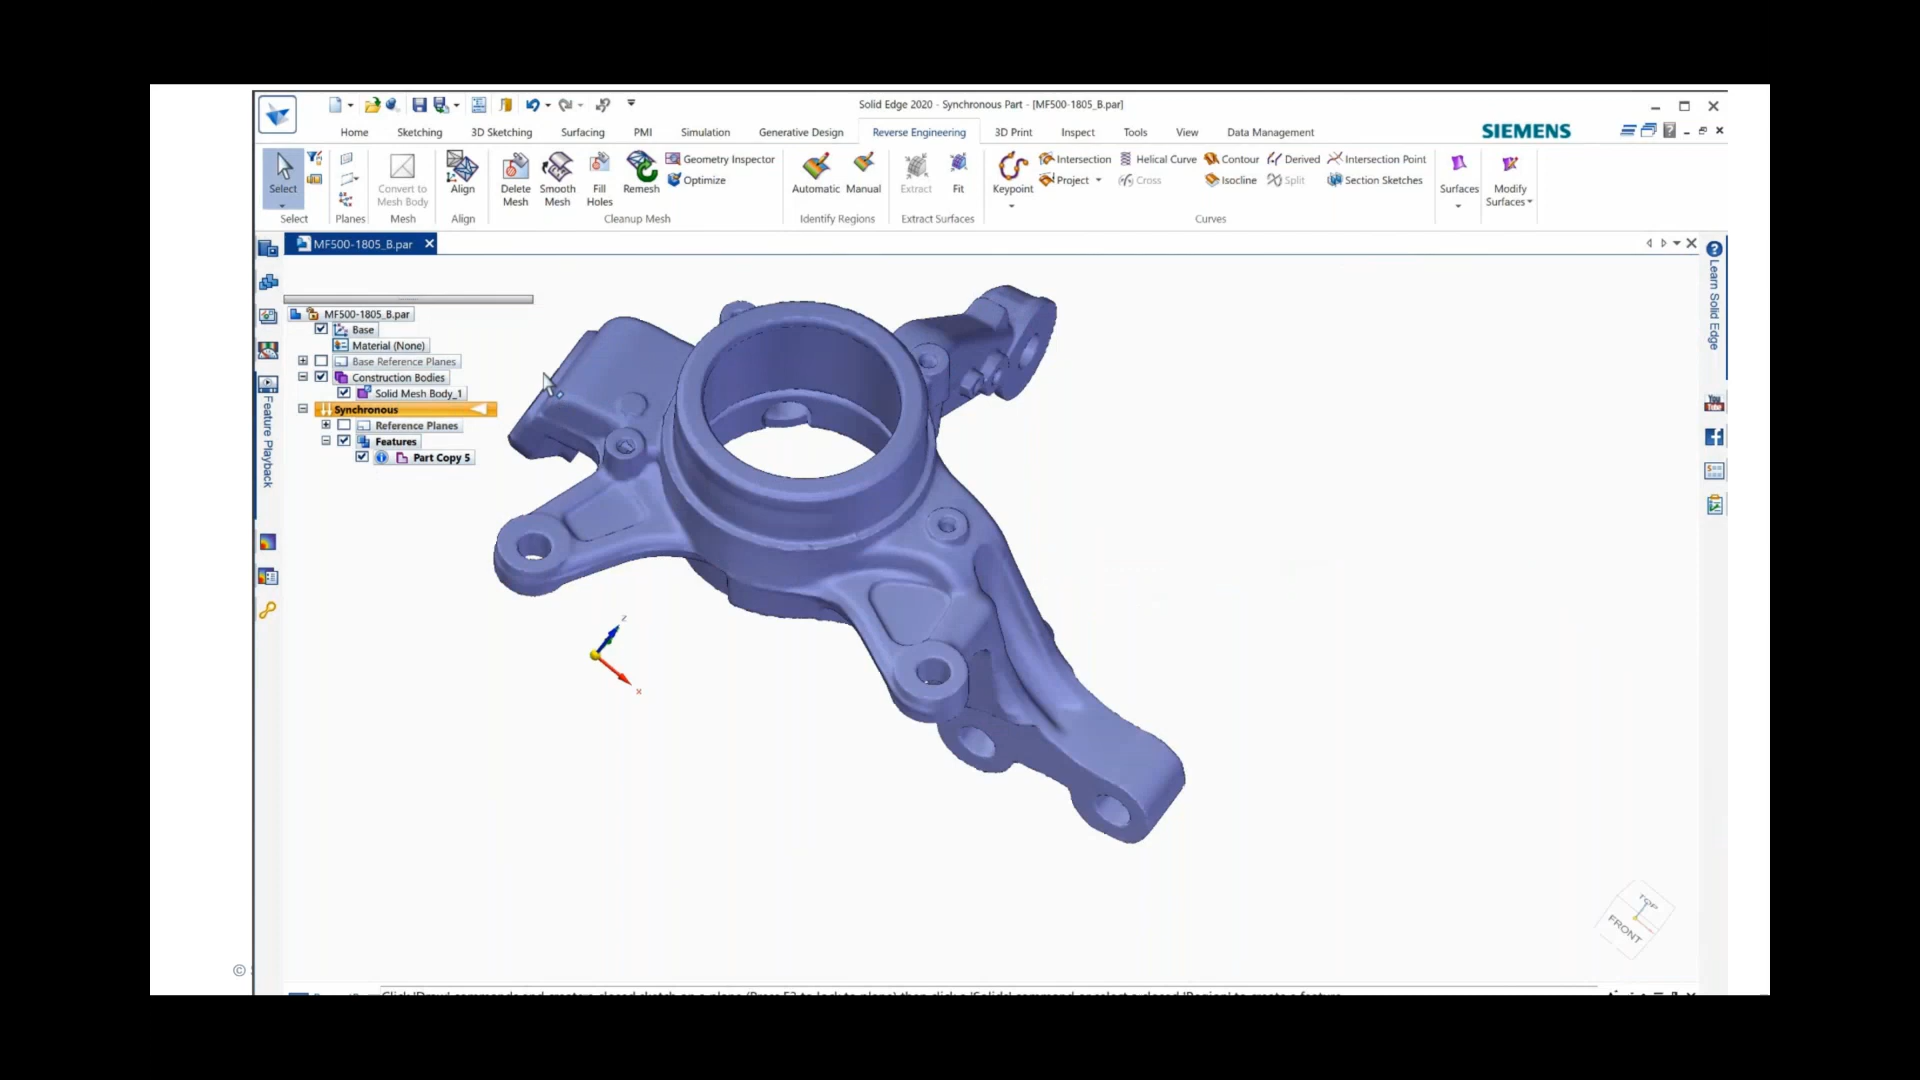 Solid Edge 2020 - Synchronous Part - [MF500-1805_B.par]
Home Sketching 3D Sketching Surfacing PMI Simulation Generative Design Reverse Engineering 3D Print Inspect Tools View Data Management SIEMENS
Select
Select
Planes
Convert to
Mesh Body
Mesh
Align
Align
Delete
Mesh
Smooth
Mesh
Fill
Holes
Remesh
Geometry Inspector
Optimize
Cleanup Mesh
Automatic Manual
Identify Regions
Extract Fit
Extract Surfaces
Keypoint
Intersection Helical Curve Contour Derived Intersection Point
Project Cross Isocline Split Section Sketches
Curves
Surfaces
Modify
Surfaces
MF500-1805_B.par
MF500-1805_B.par
Base
Material (None)
Base Reference Planes
Construction Bodies
Solid Mesh Body_1
Synchronous
Reference Planes
Features
Part Copy 5
Feature Playback
Learn Solid Edge
You
Tube
z
x
TOP
FRONT
©